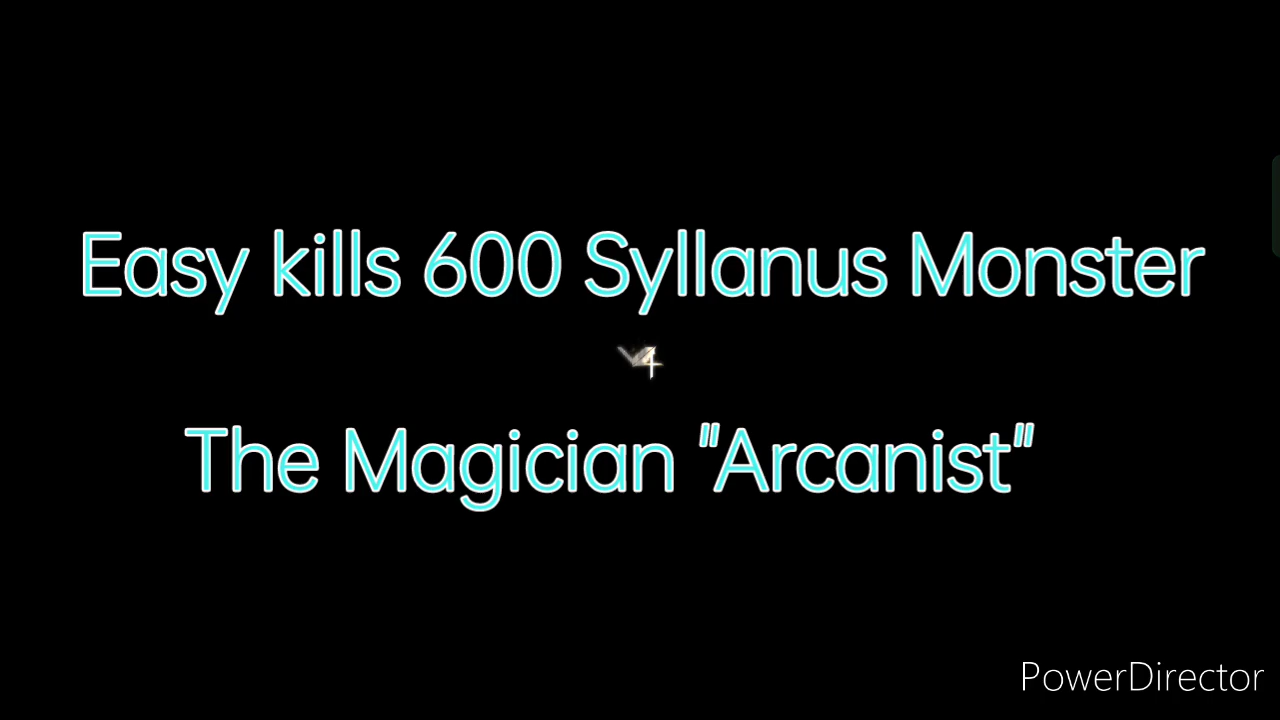 Easy kills 600 Syllanus Monster
The Magician "Arcanist"
PowerDirector